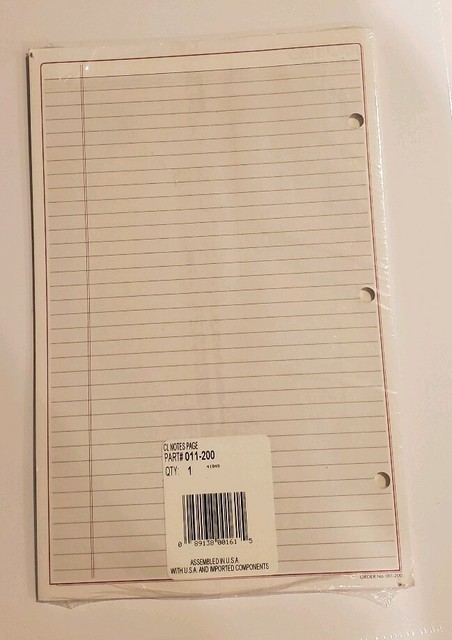 CL NOTES PAGE
PART# 011-200
QTY: 1
0 89138 00161 5
ASSEMBLED IN U.S.A.
WITH U.S.A. AND IMPORTED COMPONENTS
ORDER No. 011-200